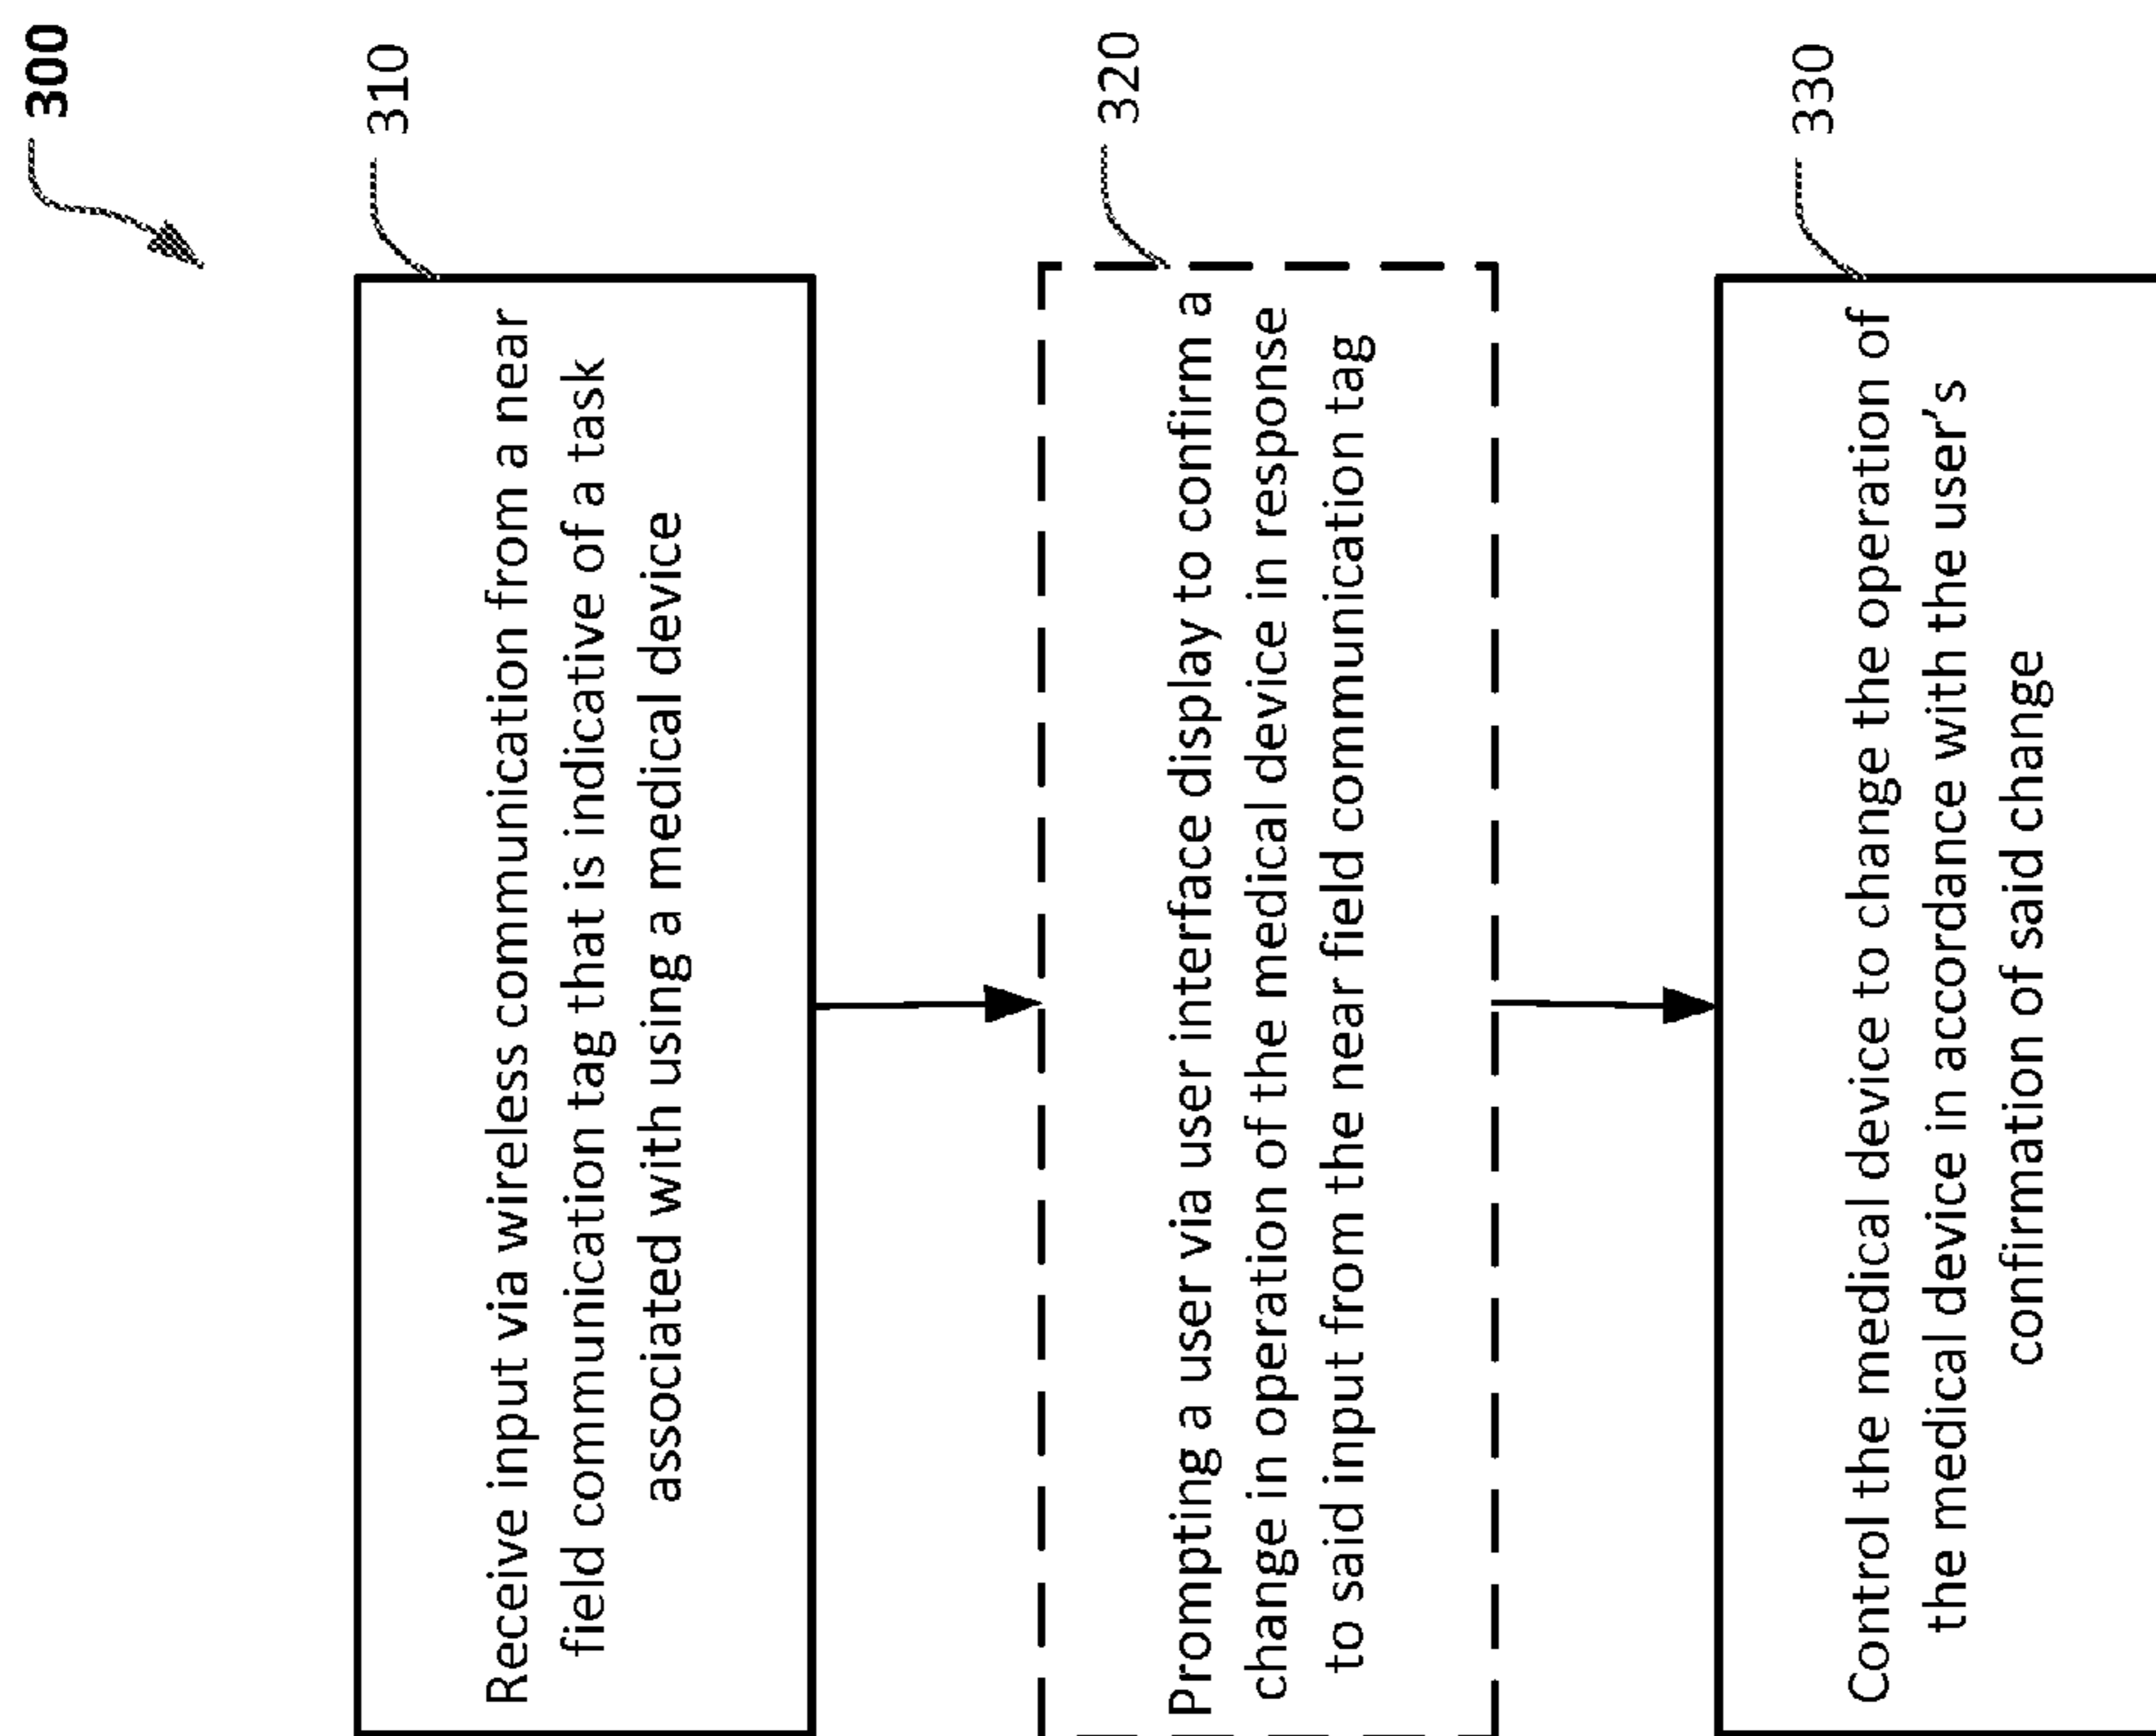 300
310
Receive input via wireless communication from a near
field communication tag that is indicative of a task
associated with using a medical device
320
Prompting a user via user interface display to confirm a
change in operation of the medical device in response
to said input from the near field communication tag
330
Control the medical device to change the operation of
the medical device in accordance with the user's
confirmation of said change